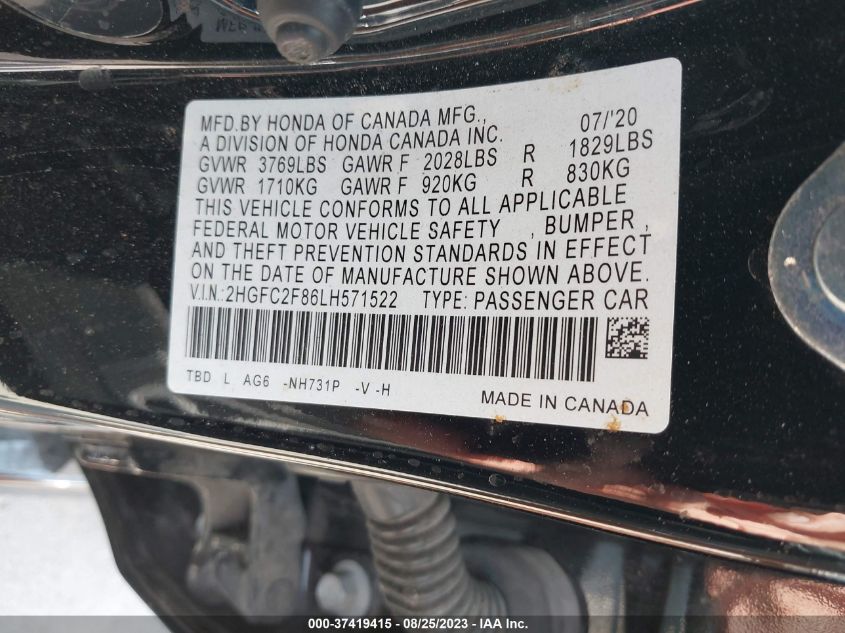 MFD.BY HONDA OF CANADA MFG., 07/'20
A DIVISION OF HONDA CANADA INC.
GVWR 3769LBS GAWR F 2028LBS R 1829LBS
GVWR 1710KG GAWR F 920KG R 830KG
THIS VEHICLE CONFORMS TO ALL APPLICABLE
FEDERAL MOTOR VEHICLE SAFETY , BUMPER ,
AND THEFT PREVENTION STANDARDS IN EFFECT
ON THE DATE OF MANUFACTURE SHOWN ABOVE.
V.I.N.:2HGFC2F86LH571522 TYPE: PASSENGER CAR
TBD L AG6 -NH731P -V -H
MADE IN CANADA
000-37419415 - 08/25/2023 - IAA Inc.